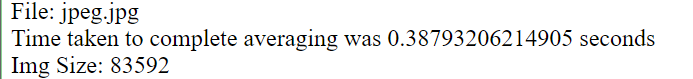 File: jpeg.jpg
Time taken to complete averaging was 0.38793206214905 seconds
Img Size: 83592